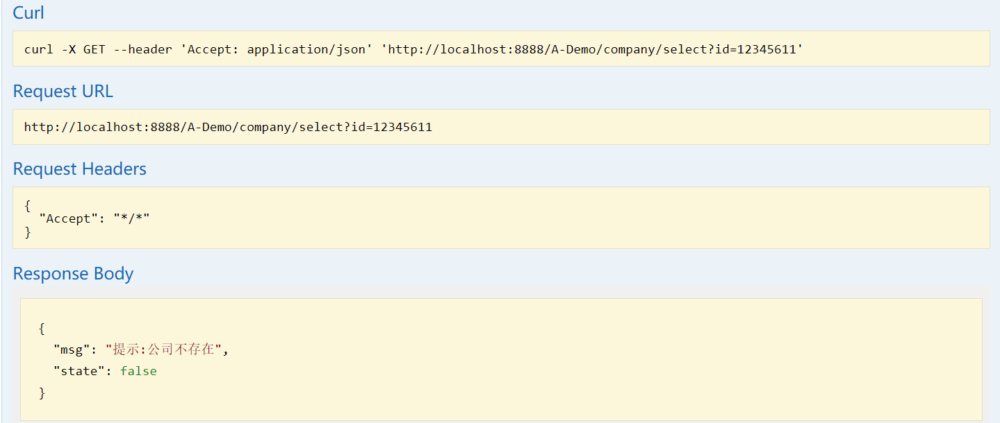 Curl
curl -X GET --header 'Accept: application/json' 'http://localhost:8888/A-Demo/company/select?id=12345611'
Request URL
http://localhost:8888/A-Demo/company/select?id=12345611
Request Headers
{
  "Accept": "*/*"
}
Response Body
{
  "msg": "提示:公司不存在",
  "state": false
}